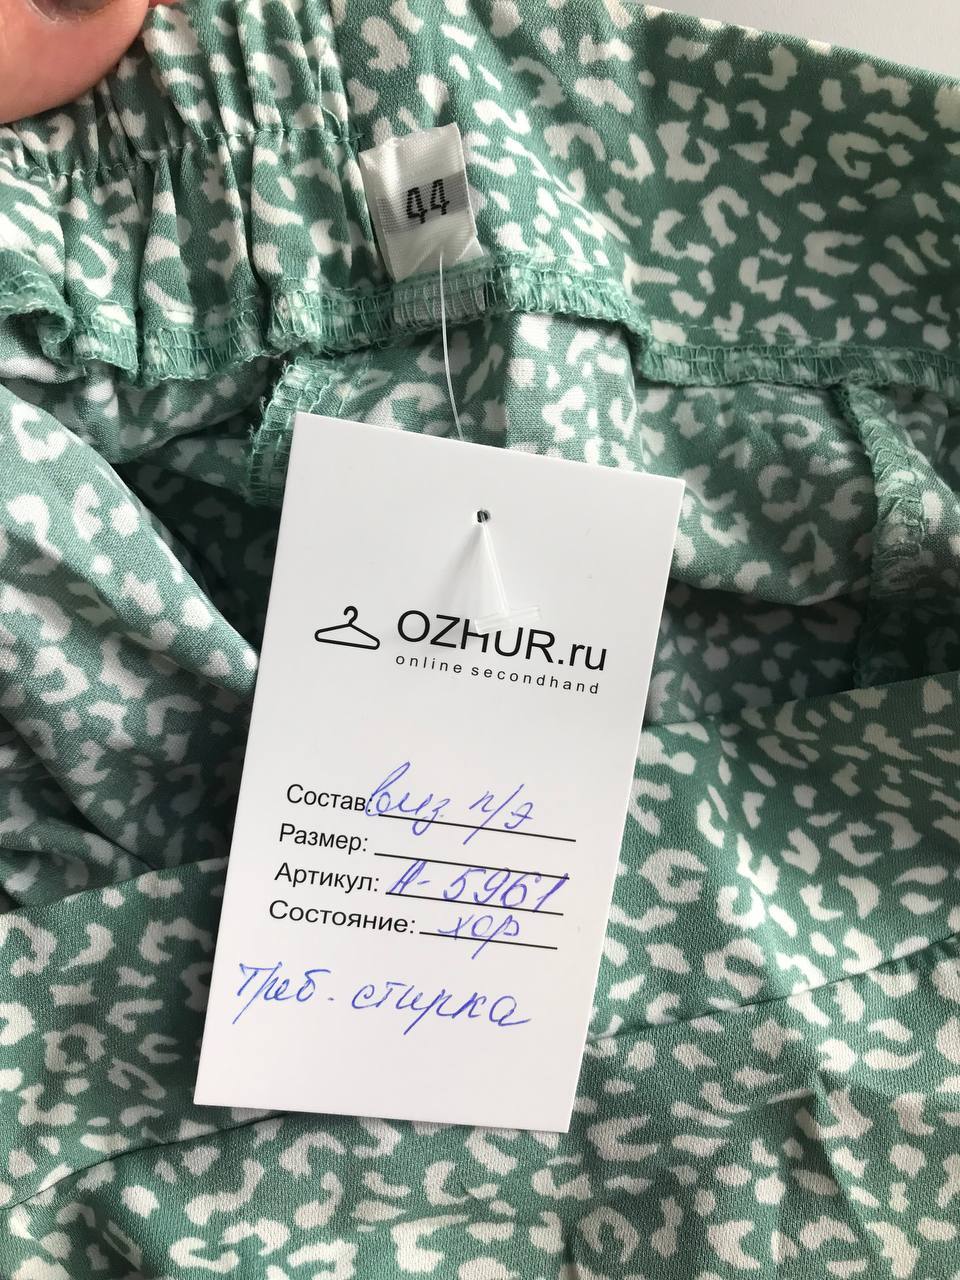 44
OZHUR.ru
online secondhand
Состав: виз. п/э
Размер:
Артикул: А-5961
Состояние: хор
Треб. стирка